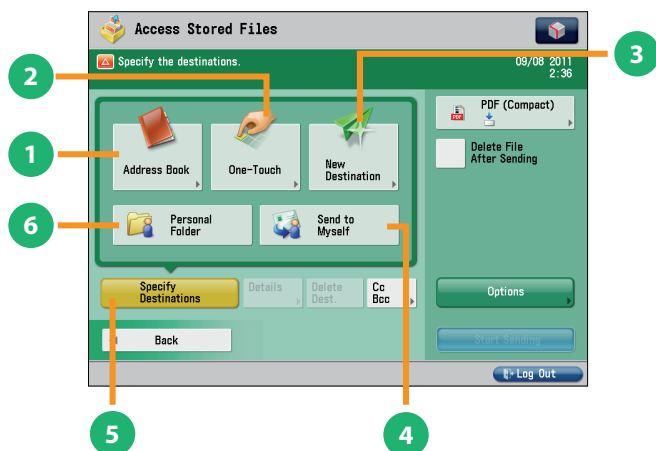 Access Stored Files
3
2
Specify the destinations.
09/08 2011
2:36
PDF (Compact)
PDF
Delete File
After Sending
1
Address Book
One-Touch
New
Destination
6
Personal
Folder
Send to
Myself
Specify
Destinations
Details
Delete
Dest.
Cc
Bcc
Options
Back
Start Sending
Log Out
5
4